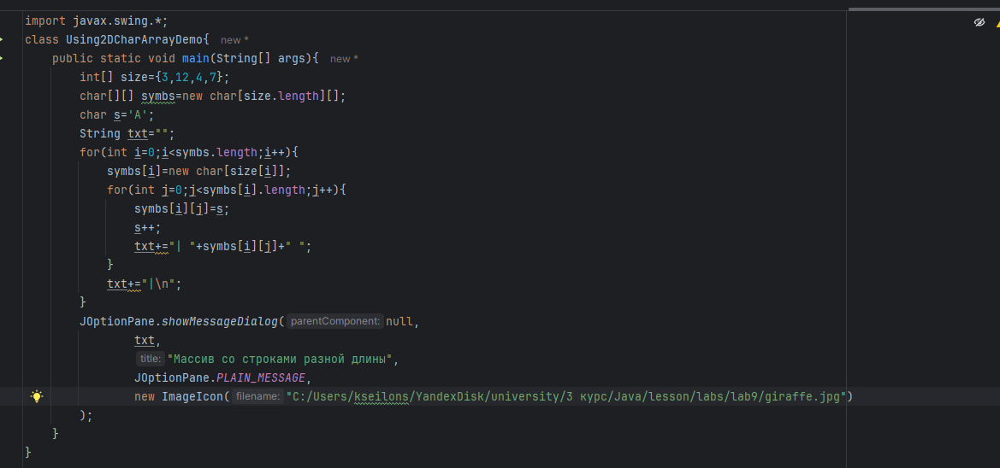 import javax.swing.*;
class Using2DCharArrayDemo{ new *
    public static void main(String[] args){ new *
        int[] size={3,12,4,7};
        char[][] symbs=new char[size.length][];
        char s='A';
        String txt="";
        for(int i=0;i<symbs.length;i++){
            symbs[i]=new char[size[i]];
            for(int j=0;j<symbs[i].length;j++){
                symbs[i][j]=s;
                s++;
                txt+="| "+symbs[i][j]+" ";
            }
            txt+="|\n";
        }
        JOptionPane.showMessageDialog( parentComponent: null,
                txt,
                title: "Массив со строками разной длины",
                JOptionPane.PLAIN_MESSAGE,
                new ImageIcon( filename: "C:/Users/kseilons/YandexDisk/university/3 курс/Java/lesson/labs/lab9/giraffe.jpg")
        );
    }
}